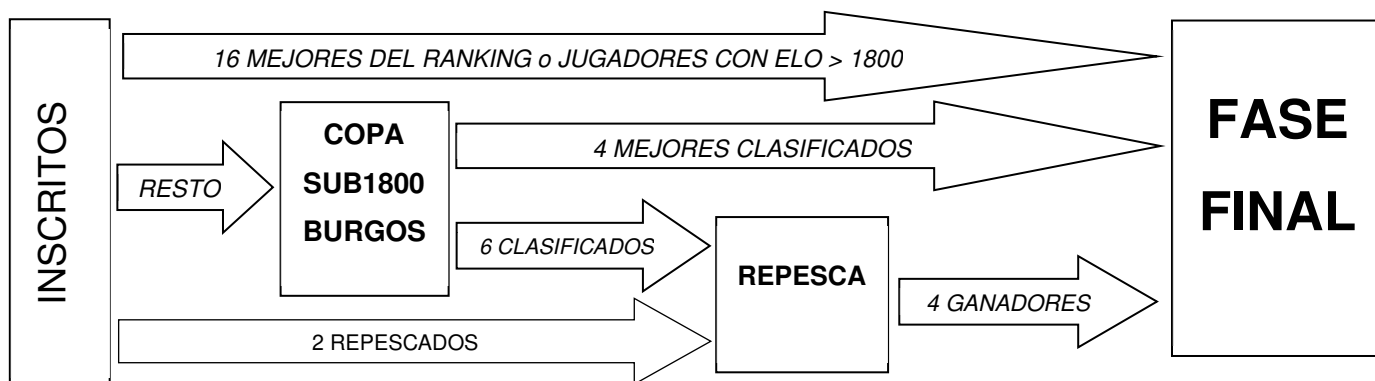 INSCRITOS
16 MEJORES DEL RANKING o JUGADORES CON ELO > 1800
RESTO
COPA
SUB1800
BURGOS
4 MEJORES CLASIFICADOS
6 CLASIFICADOS
2 REPESCADOS
REPESCA
4 GANADORES
FASE
FINAL